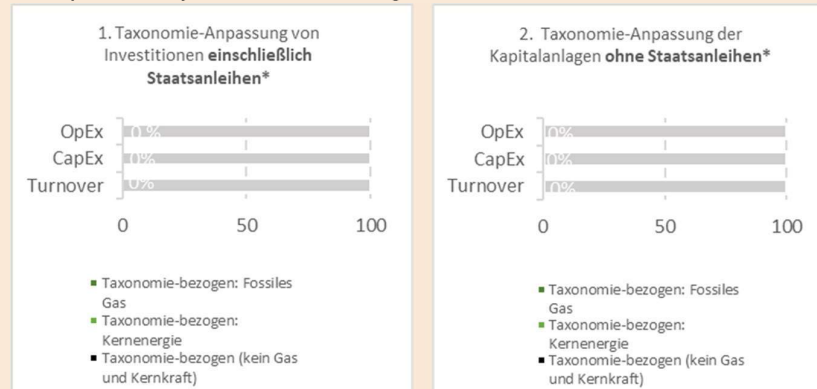 1. Taxonomie-Anpassung von
Investitionen einschließlich
Staatsanleihen*
OpEx
0 %
CapEx
0%
Turnover
0%
0 50 100
Taxonomie-bezogen: Fossiles
Gas
Taxonomie-bezogen:
Kernenergie
Taxonomie-bezogen (kein Gas
und Kernkraft)
2. Taxonomie-Anpassung der
Kapitalanlagen ohne Staatsanleihen*
OpEx
0%
CapEx
0%
Turnover
0%
0 50 100
Taxonomie-bezogen: Fossiles
Gas
Taxonomie-bezogen:
Kernenergie
Taxonomie-bezogen (kein Gas
und Kernkraft)